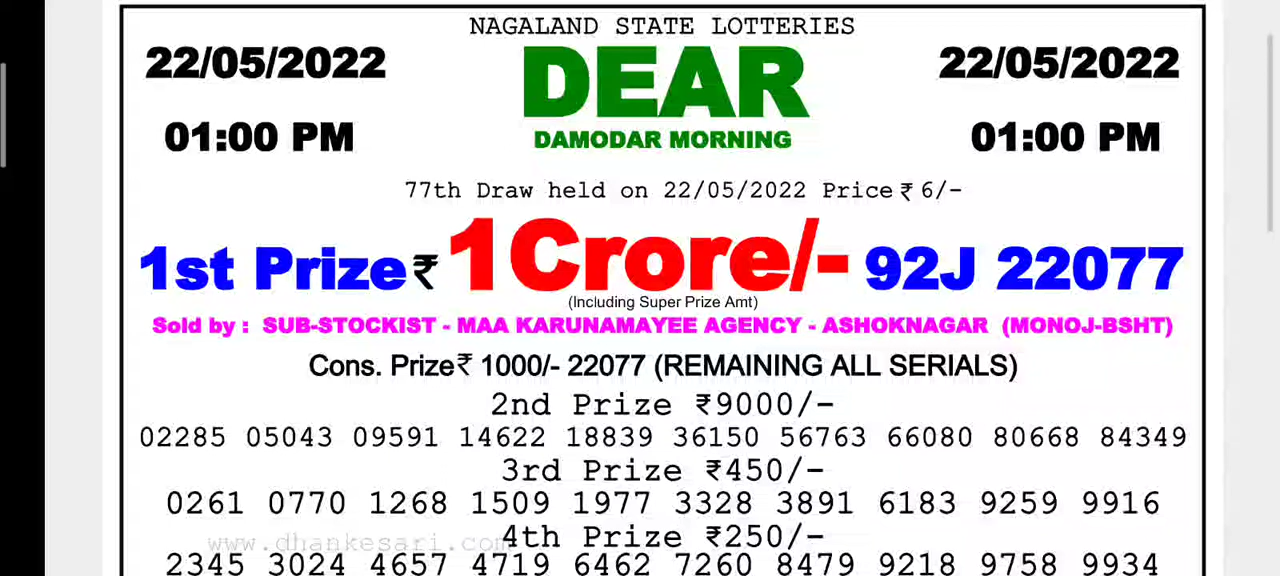 NAGALAND STATE LOTTERIES
22/05/2022 DEAR 22/05/2022
01:00 PM DAMODAR MORNING 01:00 PM
77th Draw held on 22/05/2022 Price ₹ 6/-
1st Prize ₹ 1Crore/- 92J 22077
(Including Super Prize Amt)
Sold by : SUB-STOCKIST - MAA KARUNAMAYEE AGENCY - ASHOKNAGAR (MONOJ-BSHT)
Cons. Prize ₹ 1000/- 22077 (REMAINING ALL SERIALS)
2nd Prize ₹9000/-
02285 05043 09591 14622 18839 36150 56763 66080 80668 84349
3rd Prize ₹450/-
0261 0770 1268 1509 1977 3328 3891 6183 9259 9916
4th Prize ₹250/-
www.dhankesari.com
2345 3024 4657 4719 6462 7260 8479 9218 9758 9934